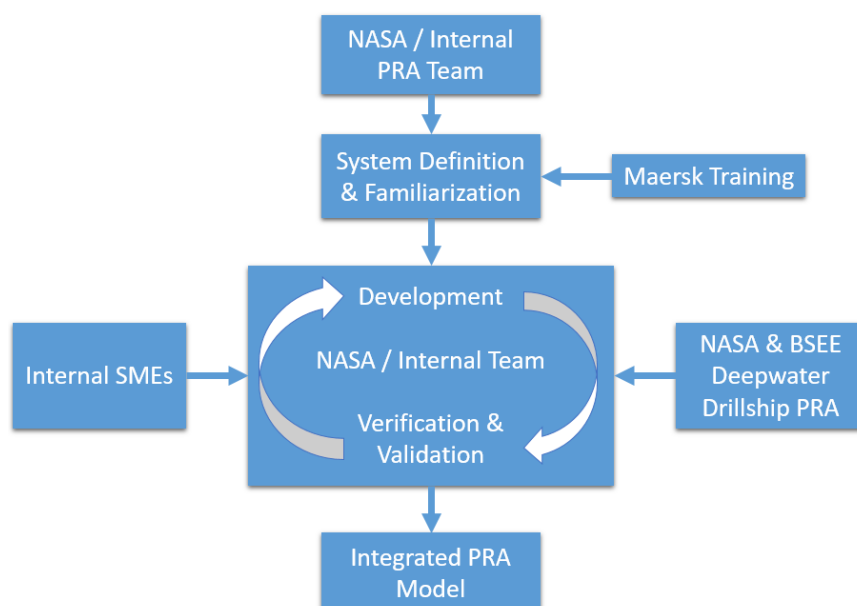 NASA / Internal
PRA Team
System Definition
& Familiarization
Maersk Training
Development
NASA / Internal Team
Verification &
Validation
Internal SMEs
NASA & BSEE
Deepwater
Drillship PRA
Integrated PRA
Model